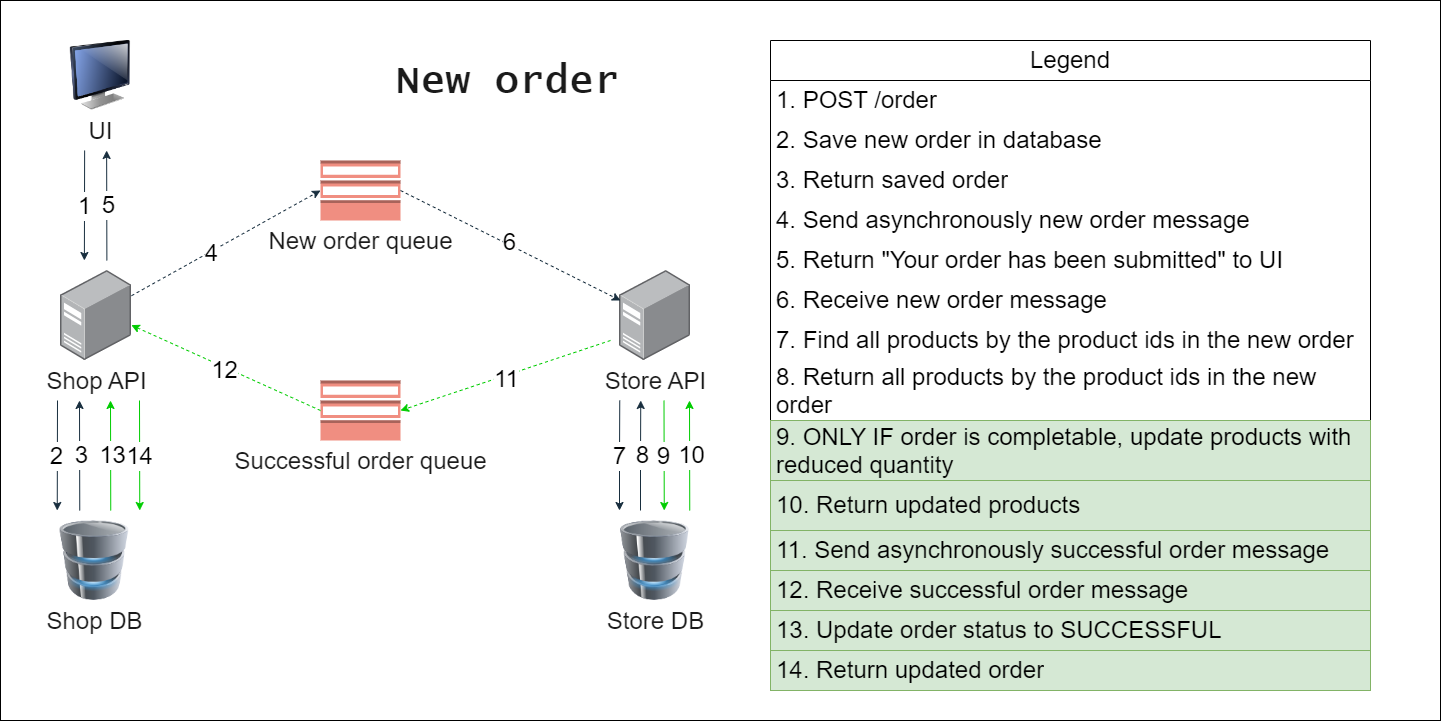 New order
UI
1
5
4
New order queue
6
Shop API
12
Successful order queue
11
Store API
2
3
13
14
7
8
9
10
Shop DB
Store DB
Legend
1. POST /order
2. Save new order in database
3. Return saved order
4. Send asynchronously new order message
5. Return "Your order has been submitted" to UI
6. Receive new order message
7. Find all products by the product ids in the new order
8. Return all products by the product ids in the new
order
9. ONLY IF order is completable, update products with
reduced quantity
10. Return updated products
11. Send asynchronously successful order message
12. Receive successful order message
13. Update order status to SUCCESSFUL
14. Return updated order